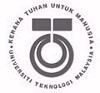 KERANA TUHAN UNTUK MANUSIA
UNIVERSITI TEKNOLOGI MALAYSIA